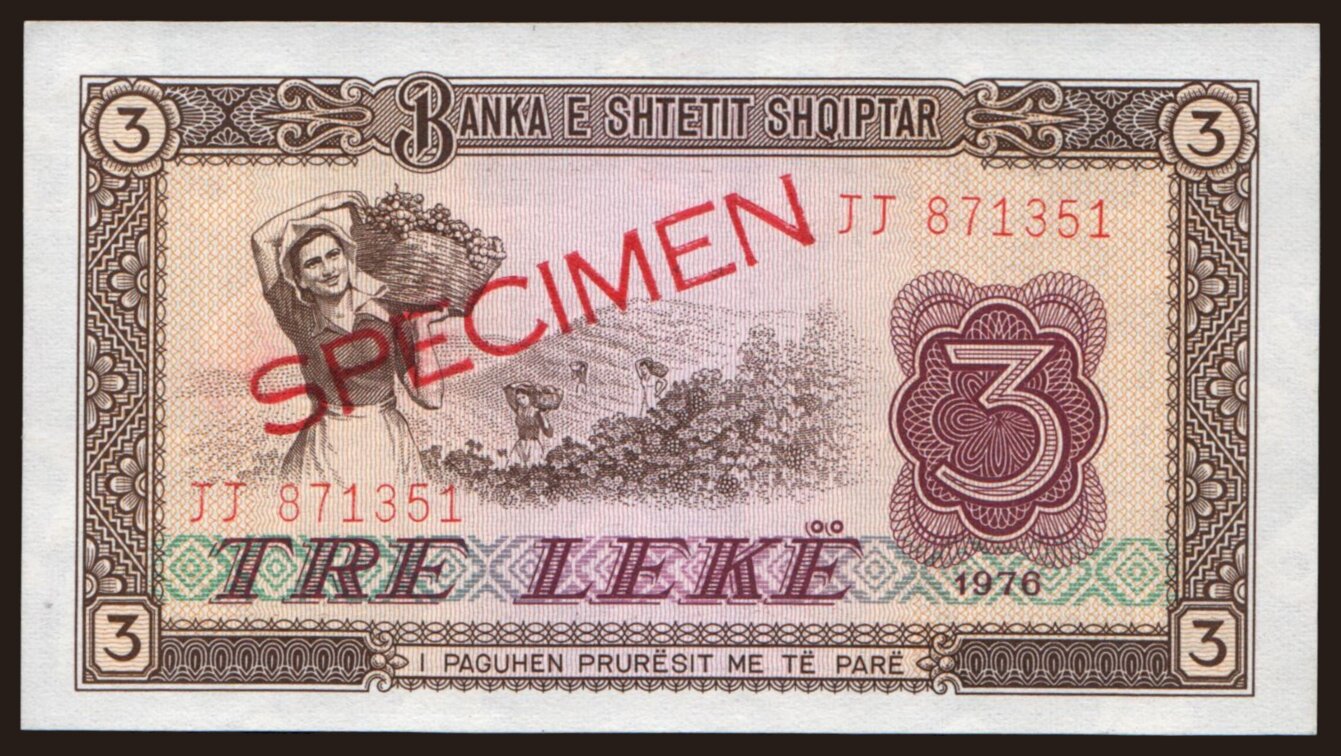 3
BANKA E SHTETIT SHQIPTAR
3
SPECIMEN
JJ 871351
3
JJ 871351
TRE LEKË
1976
3
I PAGUHEN PRURËSIT ME TË PARË
3